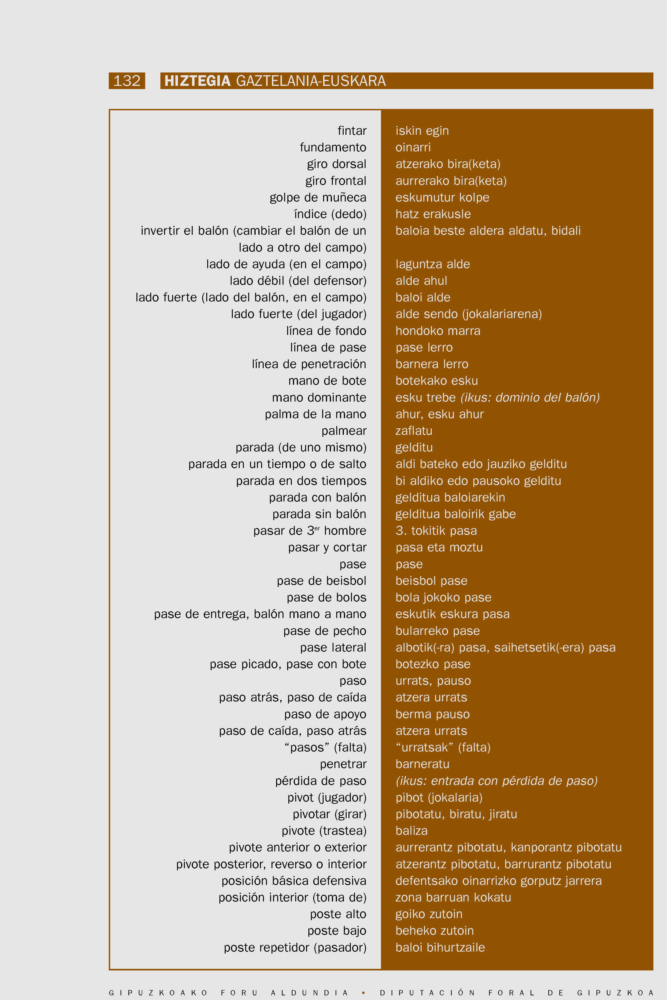 132 HIZTEGIA GAZTELANIA-EUSKARA
fintar iskin egin
fundamento oinarri
giro dorsal atzerako bira(keta)
giro frontal aurrerako bira(keta)
golpe de muñeca eskumutur kolpe
índice (dedo) hatz erakusle
invertir el balón (cambiar el balón de un baloia beste aldera aldatu, bidali
lado a otro del campo)
lado de ayuda (en el campo) laguntza alde
lado débil (del defensor) alde ahul
lado fuerte (lado del balón, en el campo) baloi alde
lado fuerte (del jugador) alde sendo (jokalariarena)
línea de fondo hondoko marra
línea de pase pase lerro
línea de penetración barnera lerro
mano de bote botekako esku
mano dominante esku trebe (ikus: dominio del balón)
palma de la mano ahur, esku ahur
palmear zaflatu
parada (de uno mismo) gelditu
parada en un tiempo o de salto aldi bateko edo jauziko gelditu
parada en dos tiempos bi aldiko edo pausoko gelditu
parada con balón gelditua baloiarekin
parada sin balón gelditua baloirik gabe
pasar de 3er hombre 3. tokitik pasa
pasar y cortar pasa eta moztu
pase pase
pase de beisbol beisbol pase
pase de bolos bola jokoko pase
pase de entrega, balón mano a mano eskutik eskura pasa
pase de pecho bularreko pase
pase lateral albotik(-ra) pasa, saihetsetik(-era) pasa
pase picado, pase con bote botezko pase
paso urrats, pauso
paso atrás, paso de caída atzera urrats
paso de apoyo berma pauso
paso de caída, paso atrás atzera urrats
“pasos” (falta) “urratsak” (falta)
penetrar barneratu
pérdida de paso (ikus: entrada con pérdida de paso)
pivot (jugador) pibot (jokalaria)
pivotar (girar) pibotatu, biratu, jiratu
pivote (trastea) baliza
pivote anterior o exterior aurrerantz pibotatu, kanporantz pibotatu
pivote posterior, reverso o interior atzerantz pibotatu, barrurantz pibotatu
posición básica defensiva defentsako oinarrizko gorputz jarrera
posición interior (toma de) zona barruan kokatu
poste alto goiko zutoin
poste bajo beheko zutoin
poste repetidor (pasador) baloi bihurtzaile
GIPUZKOAKO FORU ALDUNDIA • DIPUTACIÓN FORAL DE GIPUZKOA